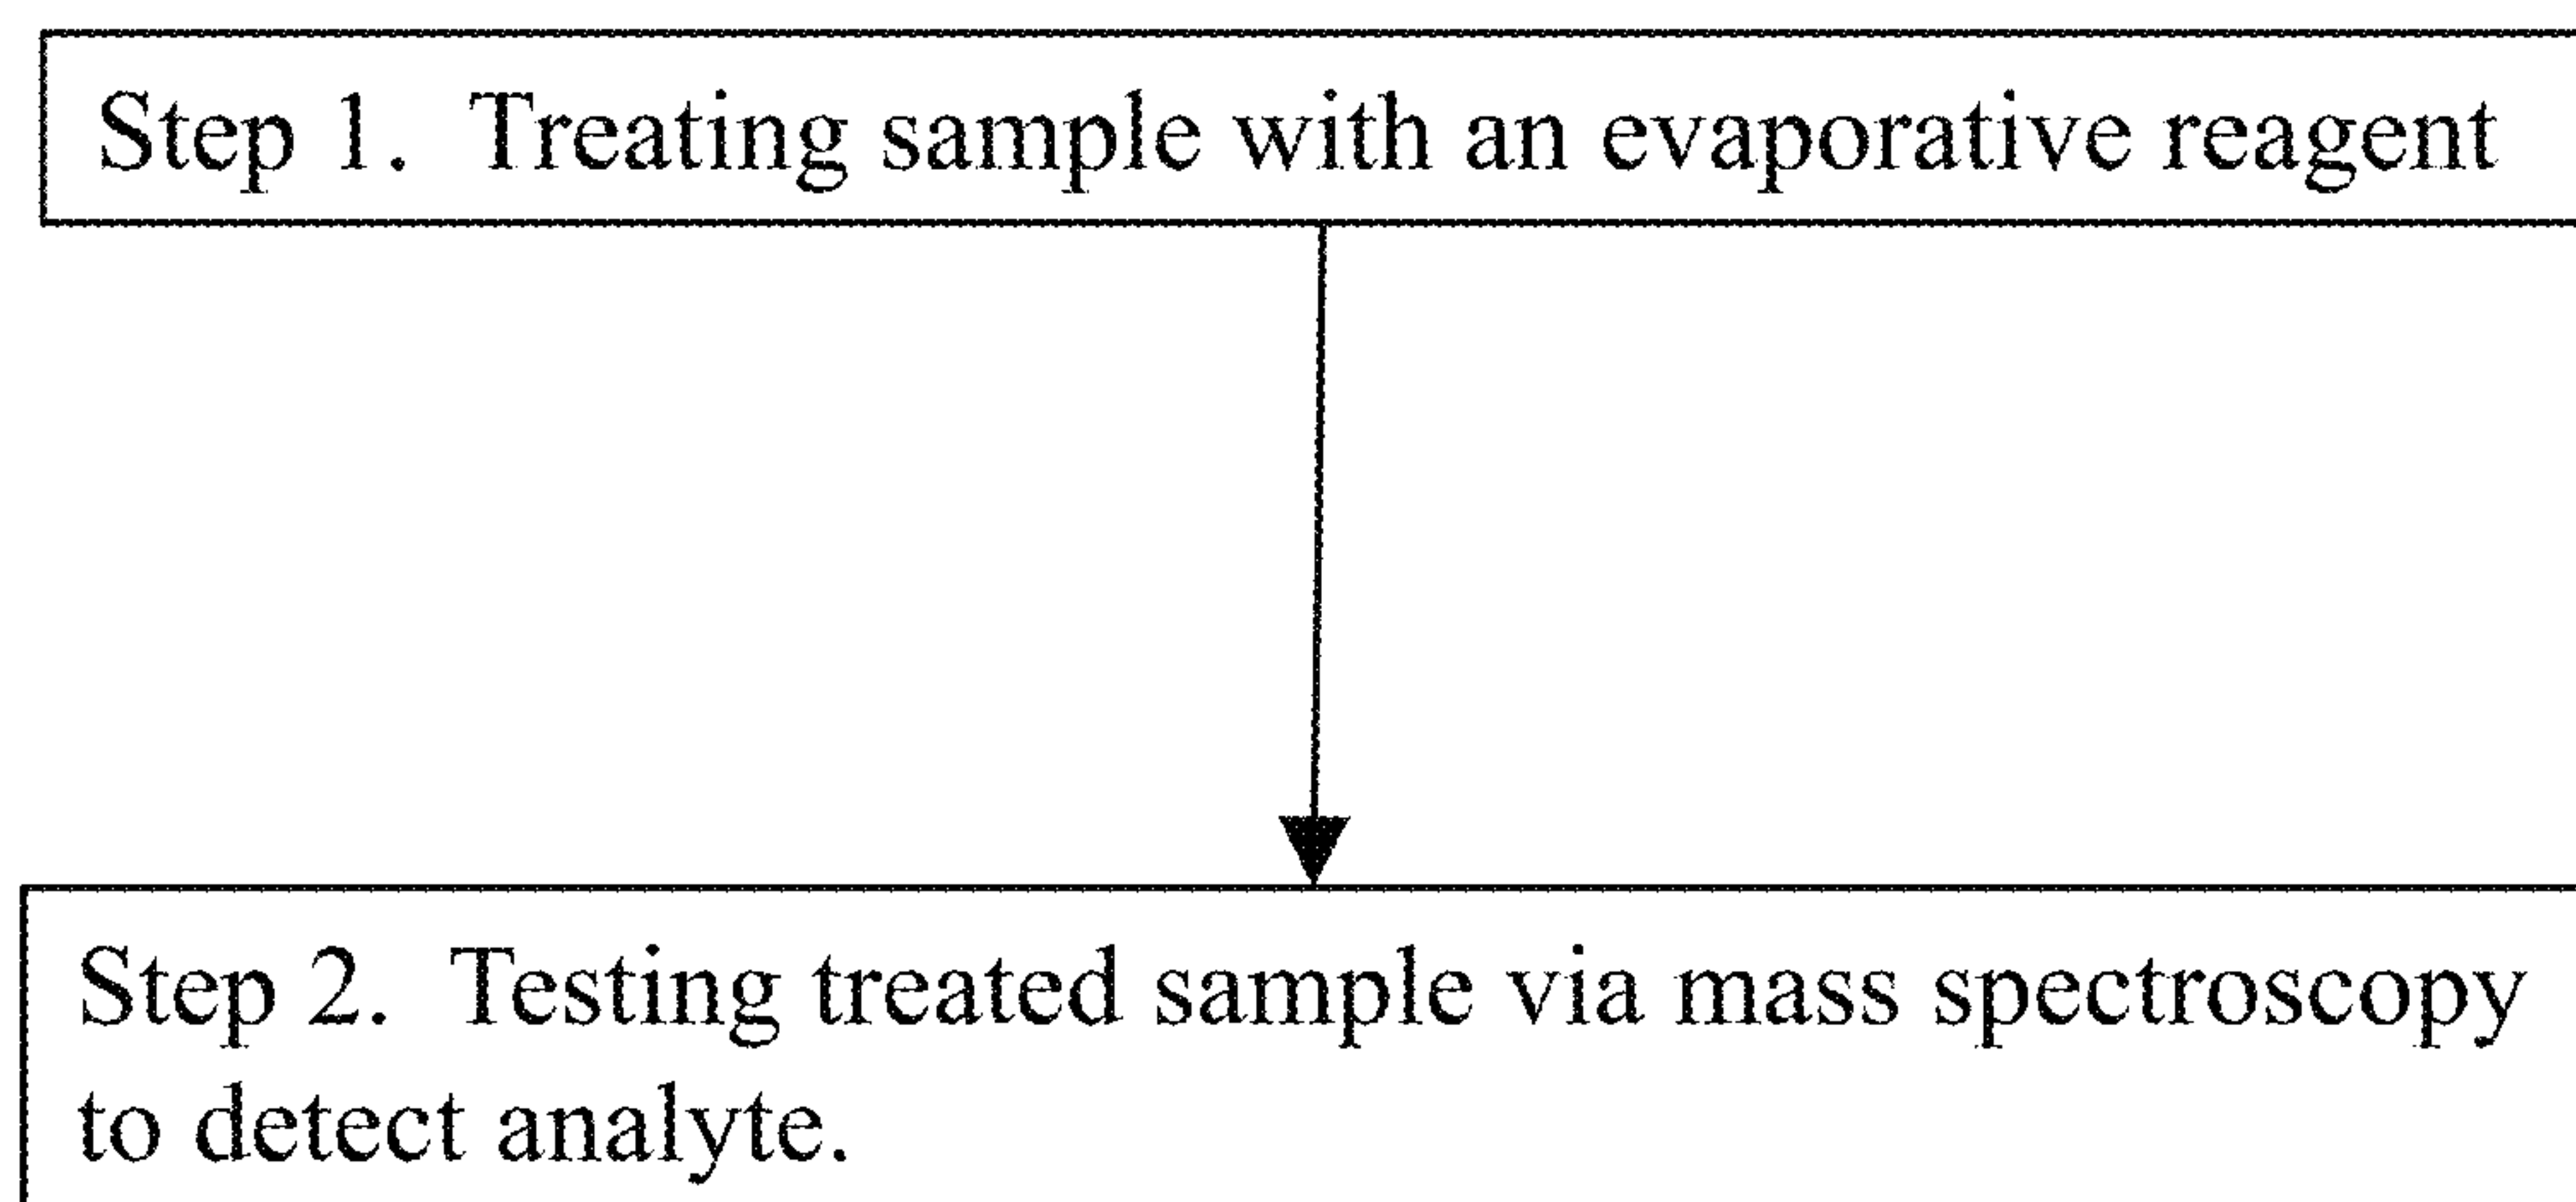 Step 1.  Treating sample with an evaporative reagent
Step 2.  Testing treated sample via mass spectroscopy
to detect analyte.